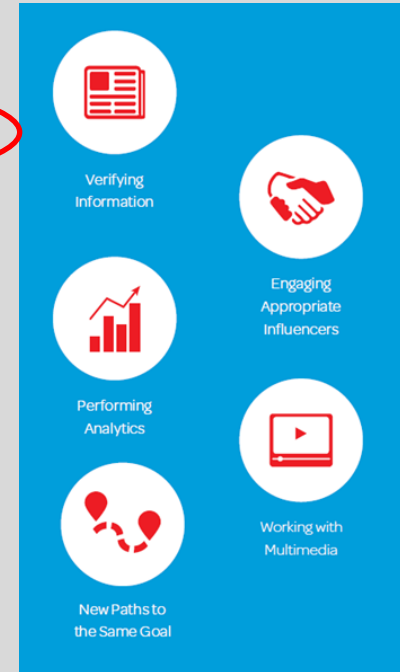 Verifying
Information
Engaging
Appropriate
Influencers
Performing
Analytics
Working with
Multimedia
New Paths to
the Same Goal